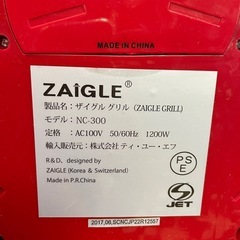 MADE IN CHINA
ZAIGLE®
製品名：ザイグル グリル（ZAIGLE GRILL）
モデル：NC-300
定格 ：AC100V 50/60Hz 1200W
輸入販売元：株式会社 ティ・ユー・エフ
R.& D. designed by
ZAIGLE (Korea & Switzerland)
Made in P.R.China
PS
E
JET
2017.06,SCNCJP22R12557